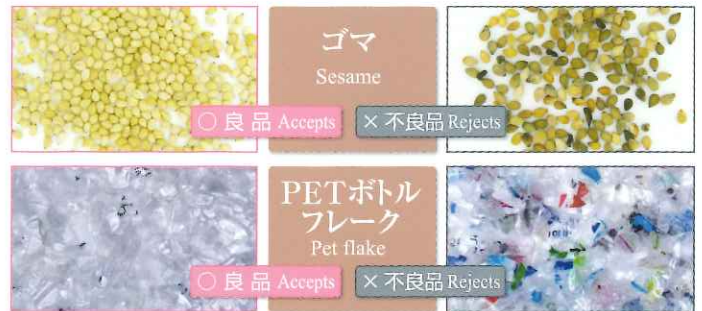 ゴマ
Sesame
○ 良品 Accepts
× 不良品 Rejects
PETボトル
フレーク
Pet flake
○ 良品 Accepts
× 不良品 Rejects